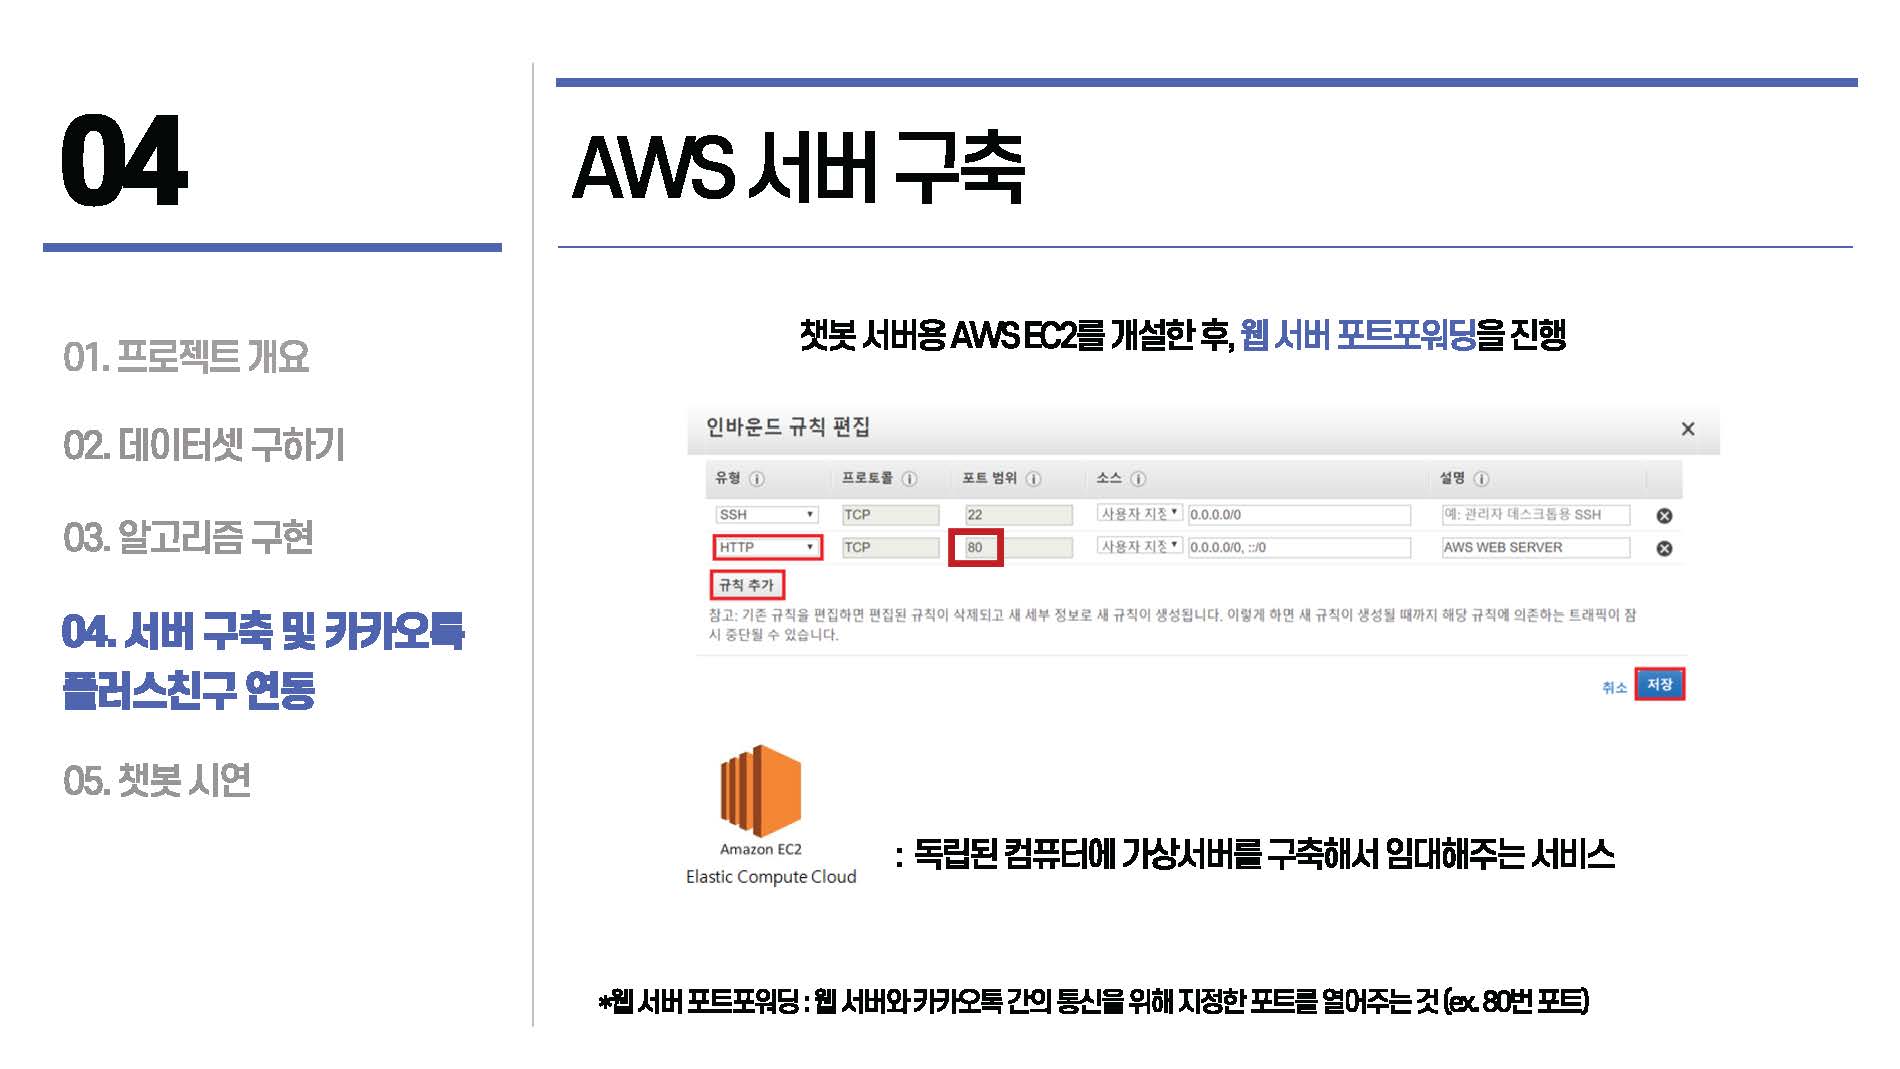 04
01. 프로젝트 개요
02. 데이터셋 구하기
03. 알고리즘 구현
04. 서버 구축 및 카카오톡
플러스친구 연동
05. 챗봇 시연
AWS 서버 구축
챗봇 서버용 AWS EC2를 개설한 후, 웹 서버 포트포워딩을 진행
인바운드 규칙 편집 ×
유형 i 프로토콜 i 포트 범위 i 소스 i 설명 i
SSH TCP 22 사용자 지정 0.0.0.0/0 예: 관리자 데스크톱용 SSH
HTTP TCP 80 사용자 지정 0.0.0.0/0, ::/0 AWS WEB SERVER
규칙 추가
참고: 기존 규칙을 편집하면 편집된 규칙이 삭제되고 새 세부 정보로 새 규칙이 생성됩니다. 이렇게 하면 새 규칙이 생성될 때까지 해당 규칙에 의존하는 트래픽이 잠
시 중단될 수 있습니다.
취소 저장
Amazon EC2
Elastic Compute Cloud
: 독립된 컴퓨터에 가상서버를 구축해서 임대해주는 서비스
*웹 서버 포트포워딩 : 웹 서버와 카카오톡 간의 통신을 위해 지정한 포트를 열어주는 것 (ex. 80번 포트)